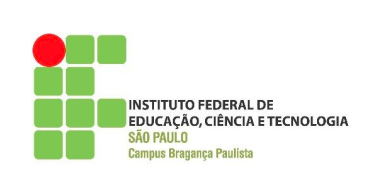 INSTITUTO FEDERAL DE
EDUCAÇÃO, CIÊNCIA E TECNOLOGIA
SÃO PAULO
Campus Bragança Paulista